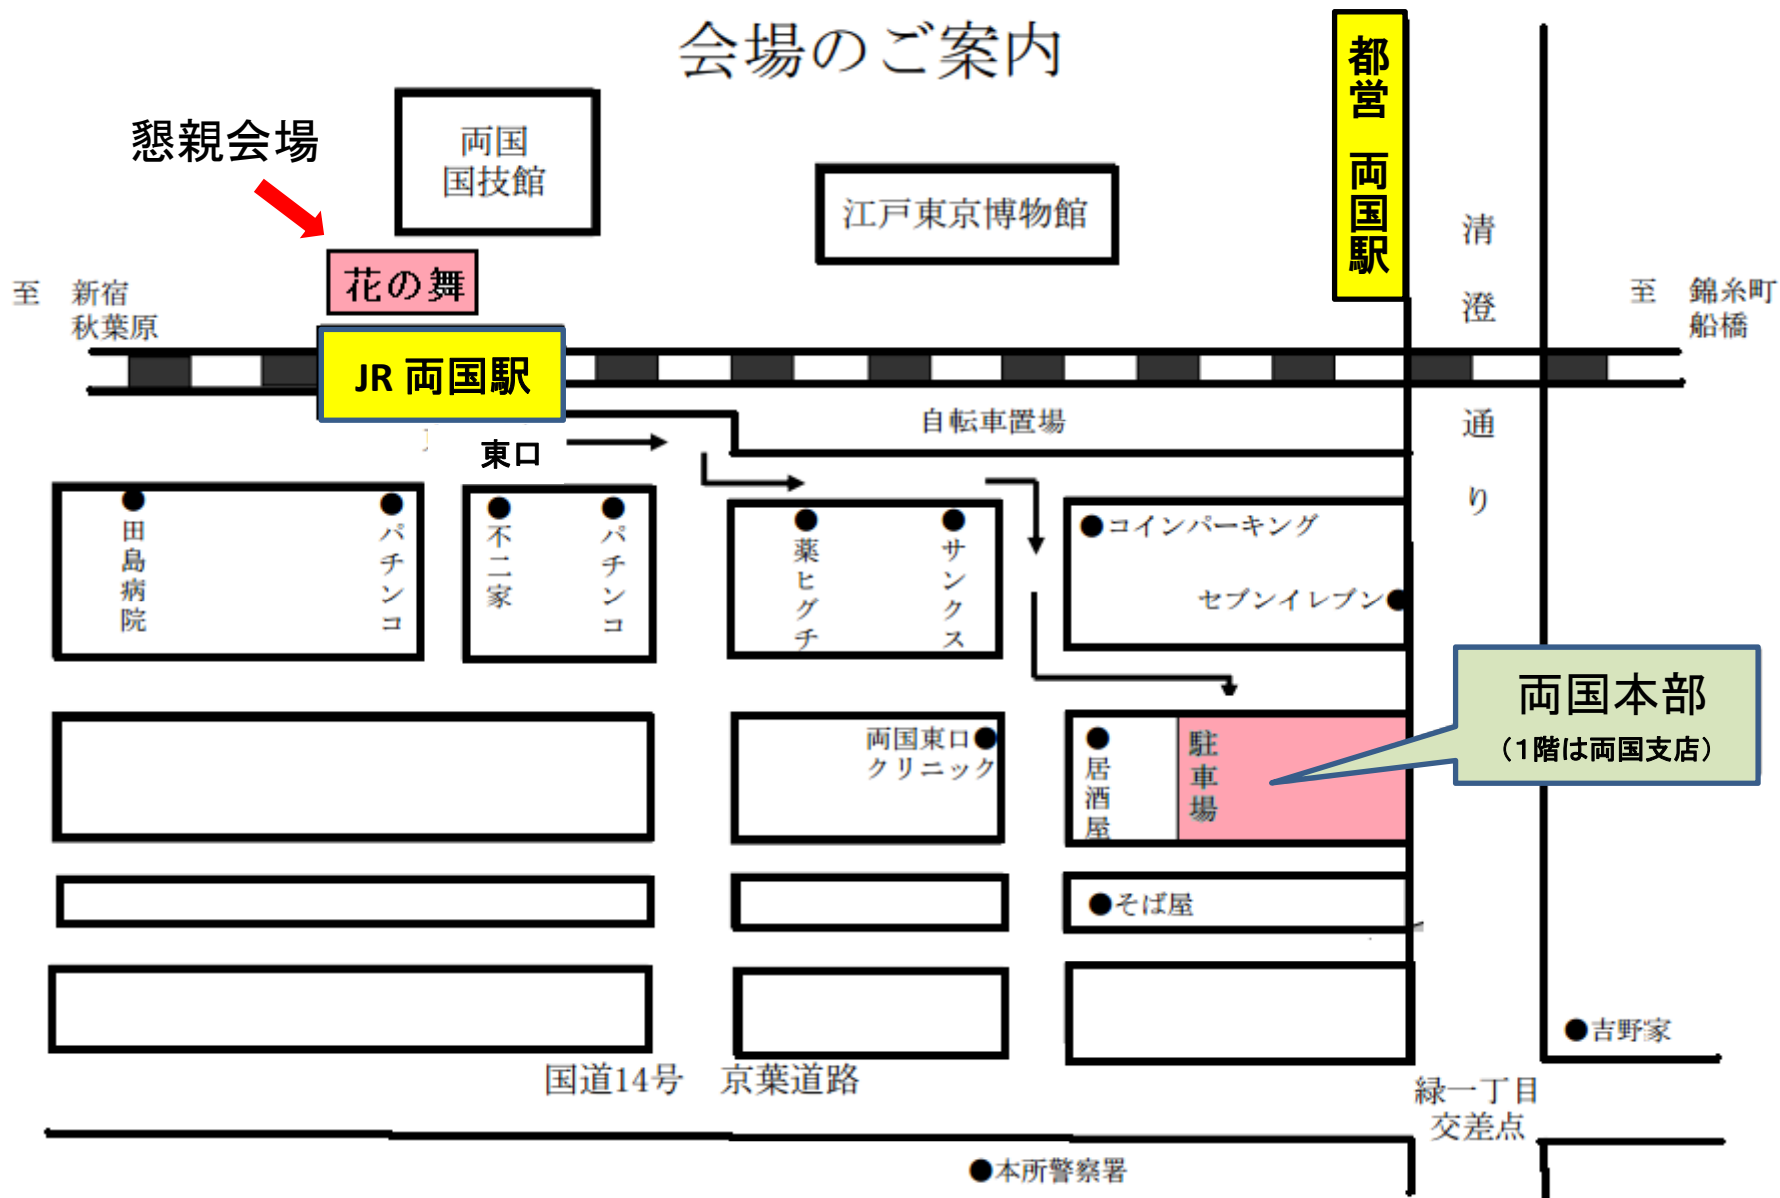 会場のご案内
都営 両国駅
両国
国技館
懇親会場
江戸東京博物館
清澄通り
花の舞
至 新宿
秋葉原
至 錦糸町
船橋
JR 両国駅
自転車置場
東口
●田島病院
●パチンコ
●不二家
●パチンコ
●薬ヒグチ
●サンクス
●コインパーキング
セブンイレブン●
両国本部
（1階は両国支店）
両国東口●
クリニック
●居酒屋
駐車場
●そば屋
●吉野家
国道14号 京葉道路
緑一丁目
交差点
●本所警察署